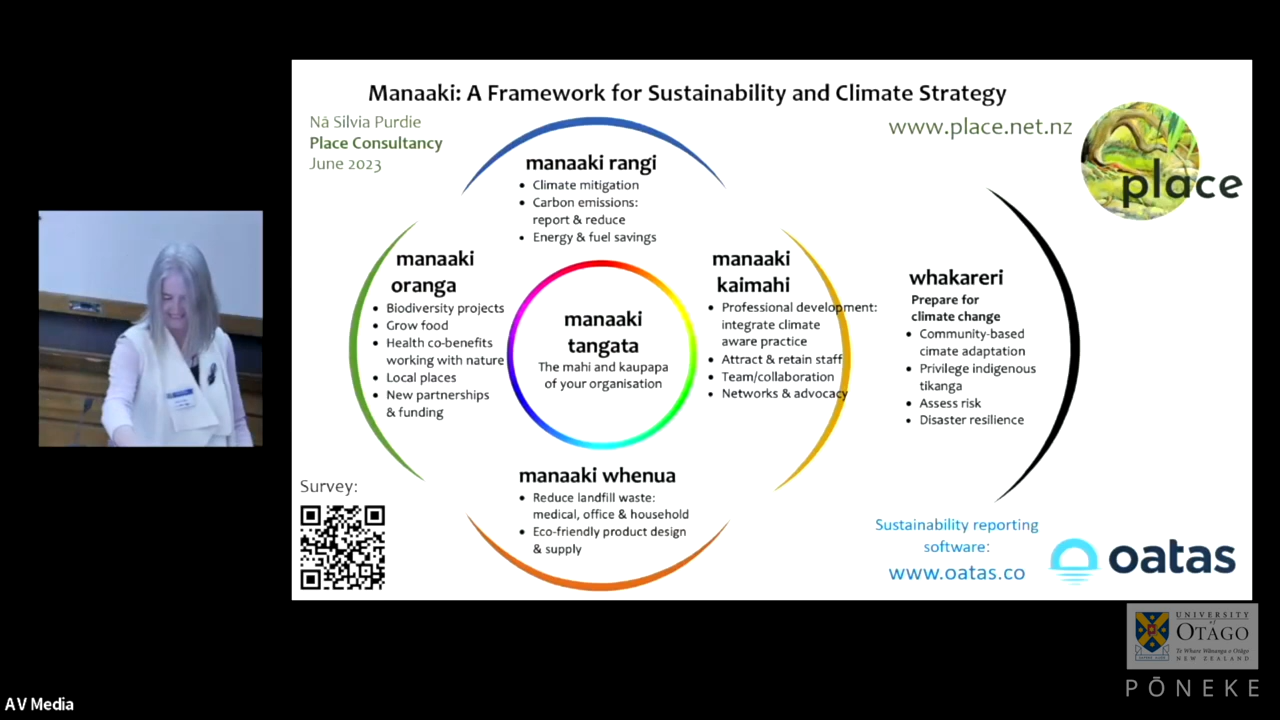 Manaaki: A Framework for Sustainability and Climate Strategy
Nā Silvia Purdie
Place Consultancy
June 2023
www.place.net.nz
place
manaaki rangi
• Climate mitigation
• Carbon emissions:
report & reduce
• Energy & fuel savings
manaaki
oranga
• Biodiversity projects
• Grow food
• Health co-benefits
working with nature
• Local places
• New partnerships
& funding
manaaki
tangata
The mahi and kaupapa
of your organisation
manaaki
kaimahi
• Professional development:
integrate climate
aware practice
• Attract & retain staff
• Team/collaboration
• Networks & advocacy
whakareri
Prepare for
climate change
• Community-based
cimate adaptation
• Privilege indigenous
tikanga
• Assess risk
• Disaster resilience
manaaki whenua
• Reduce landfill waste:
medical, office & household
• Eco-friendly product design
& supply
Survey:
Sustainability reporting
software:
www.oatas.co
oatas
UNIVERSITY
of
OTAGO
Te Whare Wānanga o Otāgo
NEW ZEALAND
PŌNEKE
AV Media